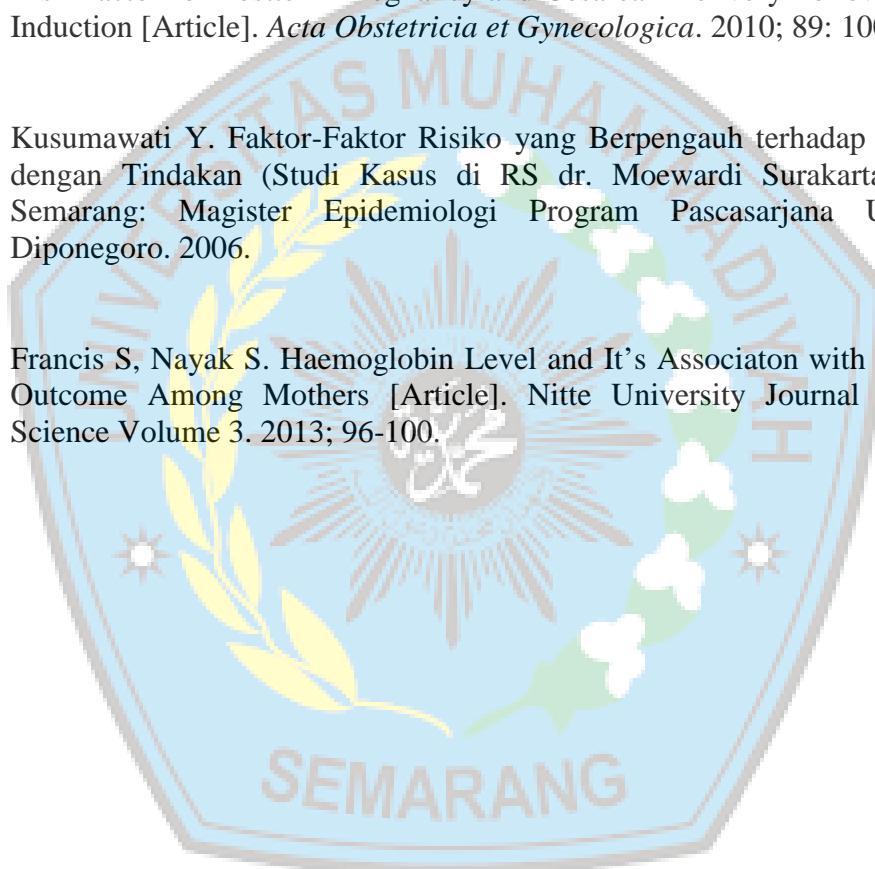 Induction [Article]. Acta Obstetricia et Gynecologica. 2010; 89:
Kusumawati Y. Faktor-Faktor Risiko yang Berpengauh terhadap
dengan Tindakan (Studi Kasus di RS dr. Moewardi Surakarta
Semarang: Magister Epidemiologi Program Pascasarjana
Diponegoro. 2006.
Francis S, Nayak S. Haemoglobin Level and It’s Associaton with
Outcome Among Mothers [Article]. Nitte University Journal
Science Volume 3. 2013; 96-100.
UNIVERSITAS MUHAMMADIYAH
SEMARANG